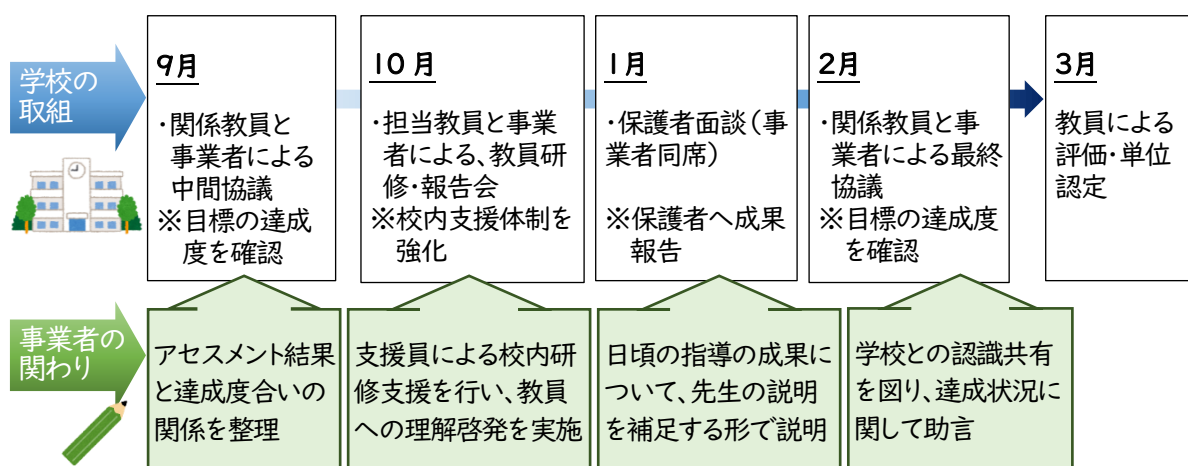 学校の
取組
9月
・関係教員と
事業者による
中間協議
※目標の達成
度を確認
10月
・担当教員と事業
者による、教員研
修・報告会
※校内支援体制を
強化
1月
・保護者面談(事
業者同席)
※保護者へ成果
報告
2月
・関係教員と事
業者による最終
協議
※目標の達成度
を確認
3月
教員による
評価・単位
認定
事業者の
関わり
アセスメント結果
と達成度合いの
関係を整理
支援員による校内研
修支援を行い、教員
への理解啓発を実施
日頃の指導の成果に
ついて、先生の説明
を補足する形で説明
学校との認識共有
を図り、達成状況に
関して助言